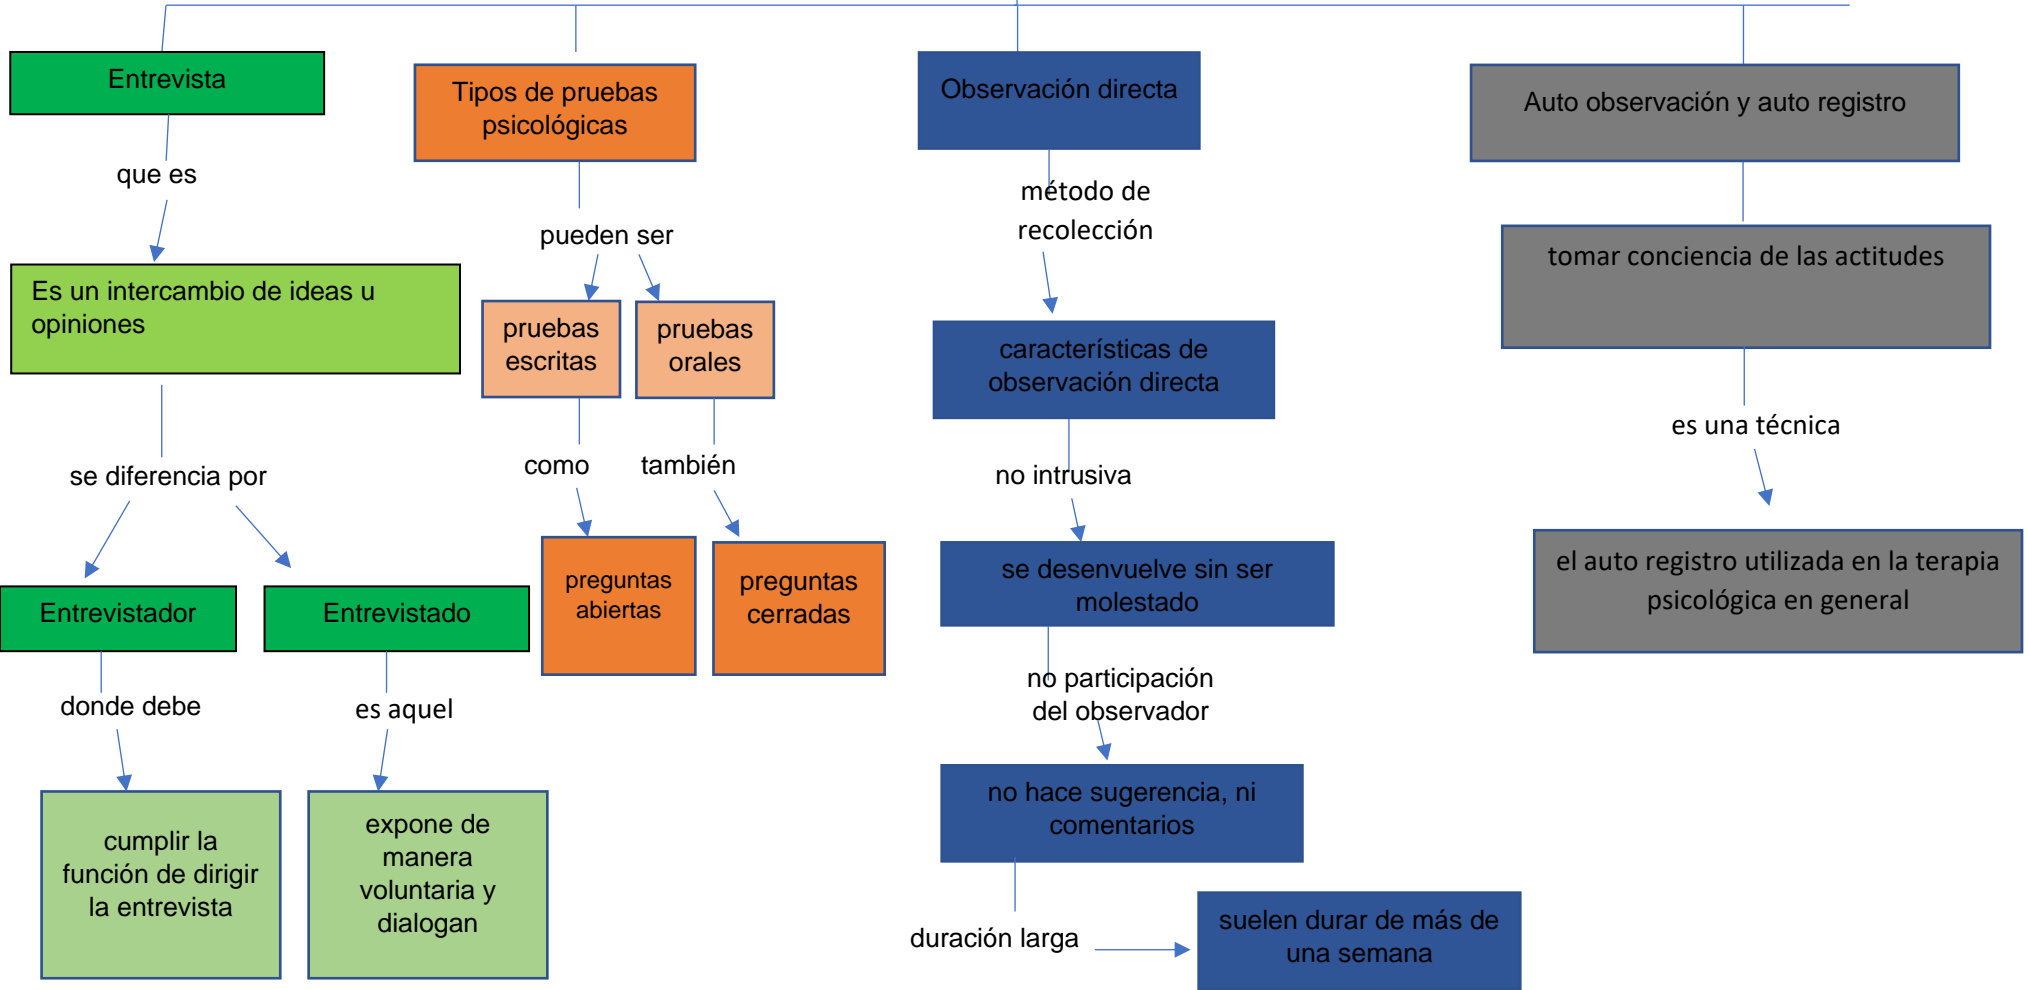 Entrevista
que es
Es un intercambio de ideas u
opiniones
se diferencia por
Entrevistador
donde debe
cumplir la
función de dirigir
la entrevista
Entrevistado
es aquel
expone de
manera
voluntaria y
dialogan
Tipos de pruebas
psicológicas
pueden ser
pruebas
escritas
como
preguntas
abiertas
pruebas
orales
también
preguntas
cerradas
Observación directa
método de
recolección
características de
observación directa
no intrusiva
se desenvuelve sin ser
molestado
no participación
del observador
no hace sugerencia, ni
comentarios
duración larga
suelen durar de más de
una semana
Auto observación y auto registro
tomar conciencia de las actitudes
es una técnica
el auto registro utilizada en la terapia
psicológica en general